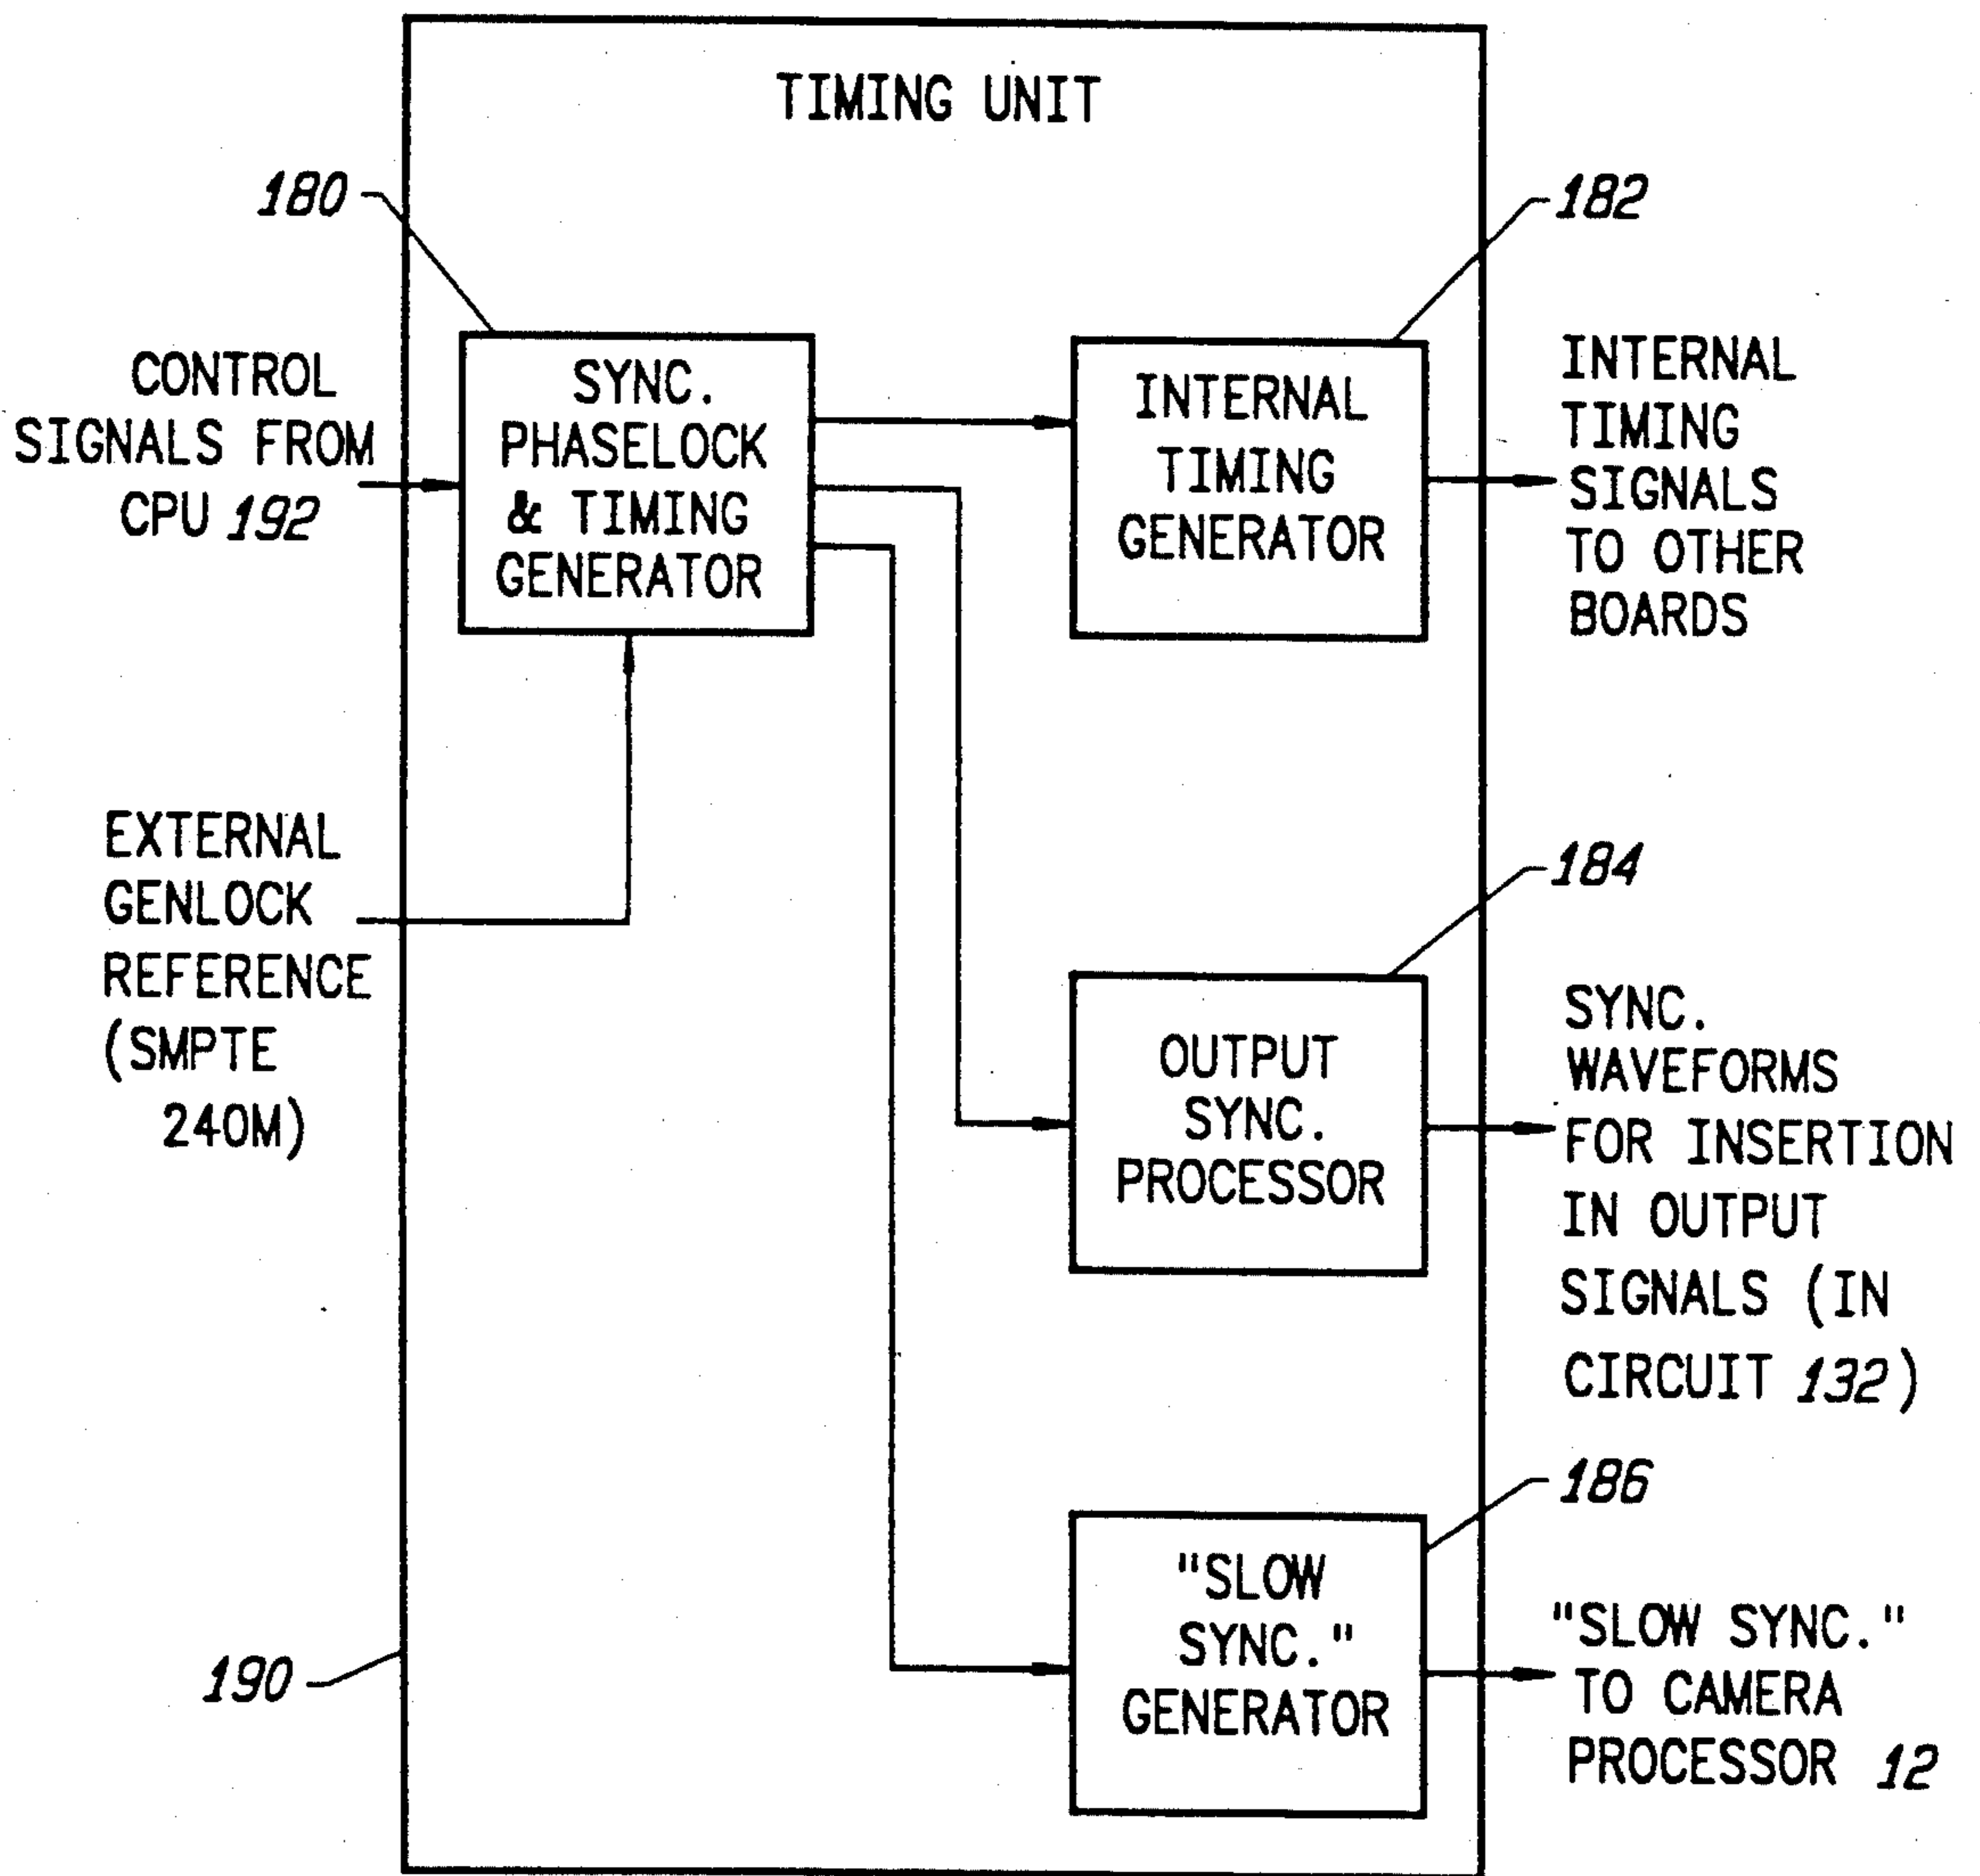 TIMING UNIT
180
182
CONTROL
SIGNALS FROM
CPU 192
SYNC.
PHASELOCK
& TIMING
GENERATOR
INTERNAL
TIMING
GENERATOR
INTERNAL
TIMING
SIGNALS
TO OTHER
BOARDS
EXTERNAL
GENLOCK
REFERENCE
(SMPTE
240M)
184
OUTPUT
SYNC.
PROCESSOR
SYNC.
WAVEFORMS
FOR INSERTION
IN OUTPUT
SIGNALS (IN
CIRCUIT 132)
186
"SLOW
SYNC."
GENERATOR
"SLOW SYNC."
TO CAMERA
PROCESSOR 12
190